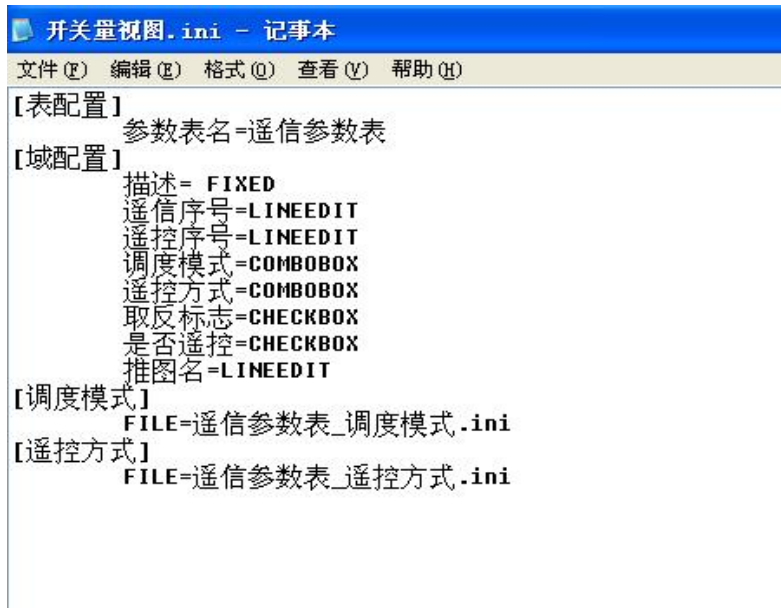 开关量视图.ini - 记事本
文件(F) 编辑(E) 格式(O) 查看(V) 帮助(H)
[表配置]
参数表名=遥信参数表
[域配置]
描述= FIXED
遥信序号=LINEEDIT
遥控序号=LINEEDIT
调度模式=COMBOBOX
遥控方式=COMBOBOX
取反标志=CHECKBOX
是否遥控=CHECKBOX
推图名=LINEEDIT
[调度模式]
FILE=遥信参数表_调度模式.ini
[遥控方式]
FILE=遥信参数表_遥控方式.ini